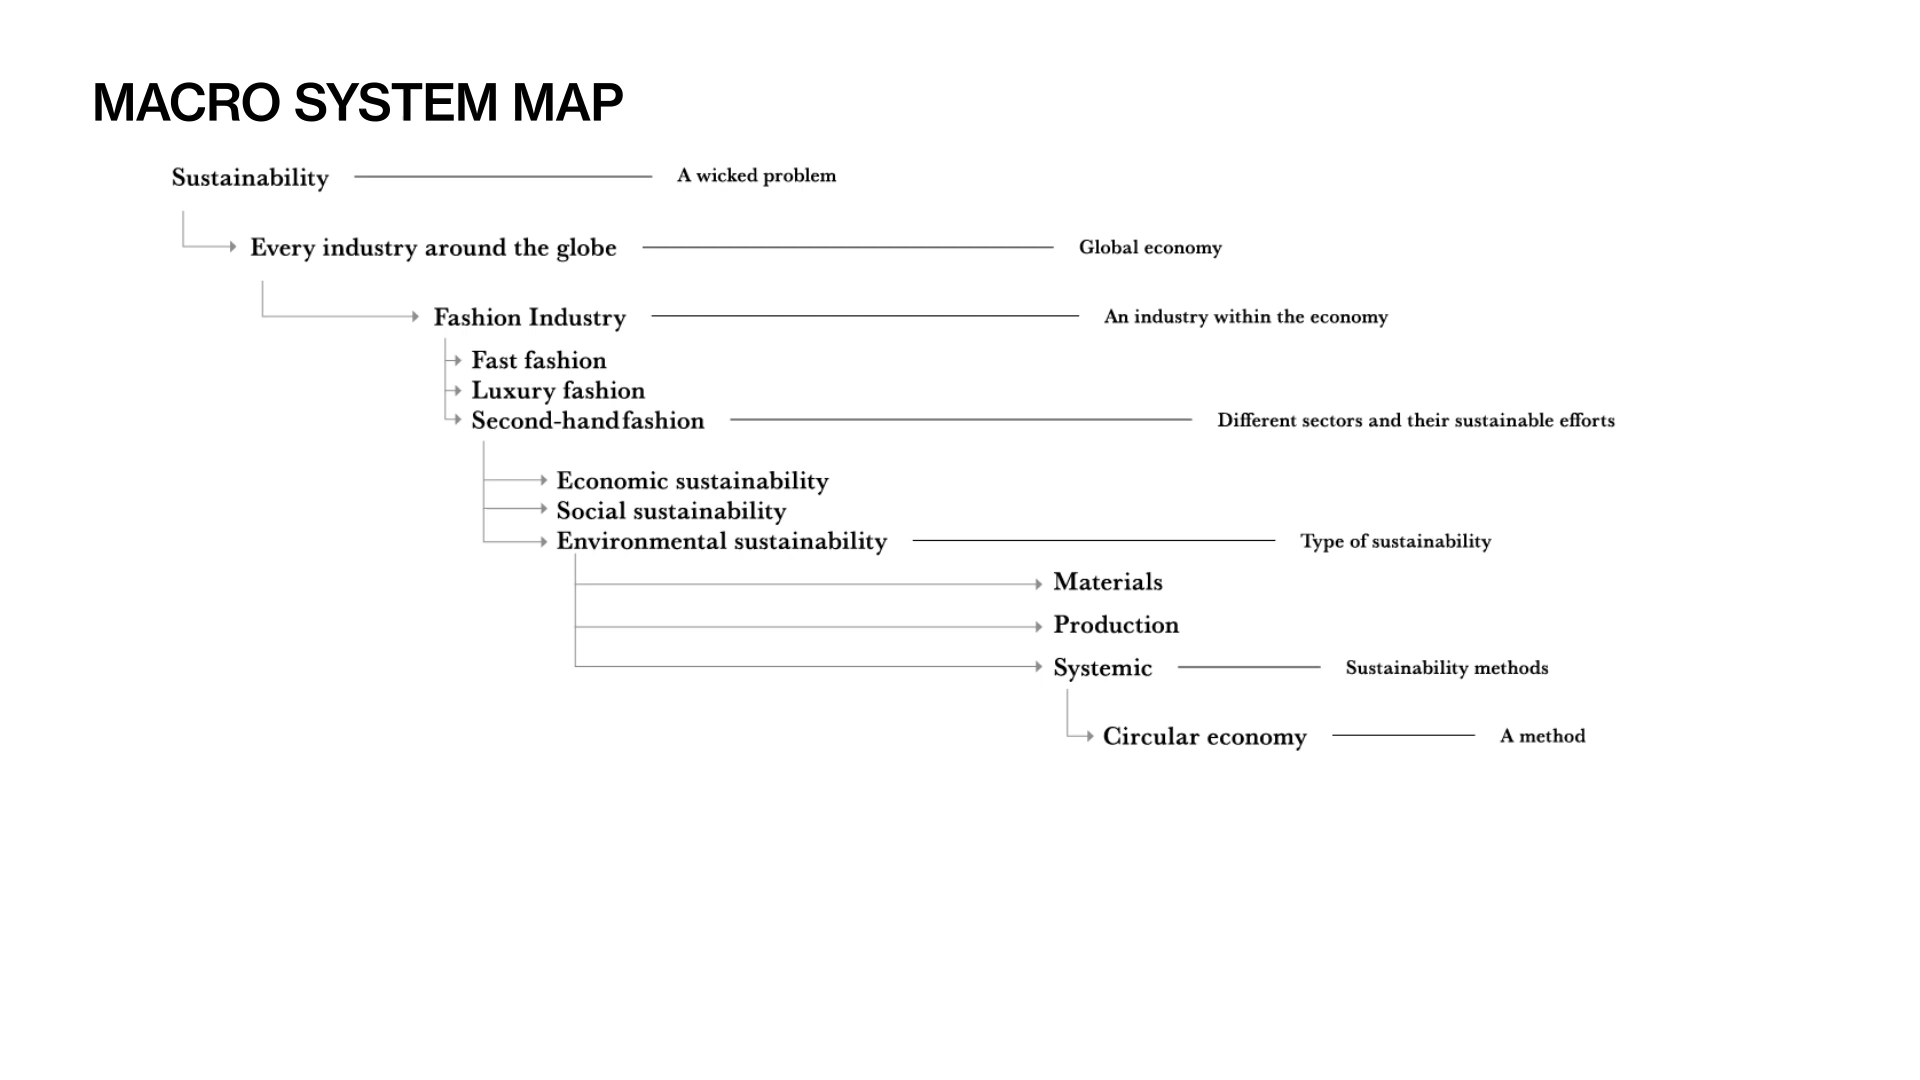 MACRO SYSTEM MAP
Sustainability A wicked problem
Every industry around the globe Global economy
Fashion Industry An industry within the economy
Fast fashion
Luxury fashion
Second-hand fashion Different sectors and their sustainable efforts
Economic sustainability
Social sustainability
Environmental sustainability Type of sustainability
Materials
Production
Systemic Sustainability methods
Circular economy A method